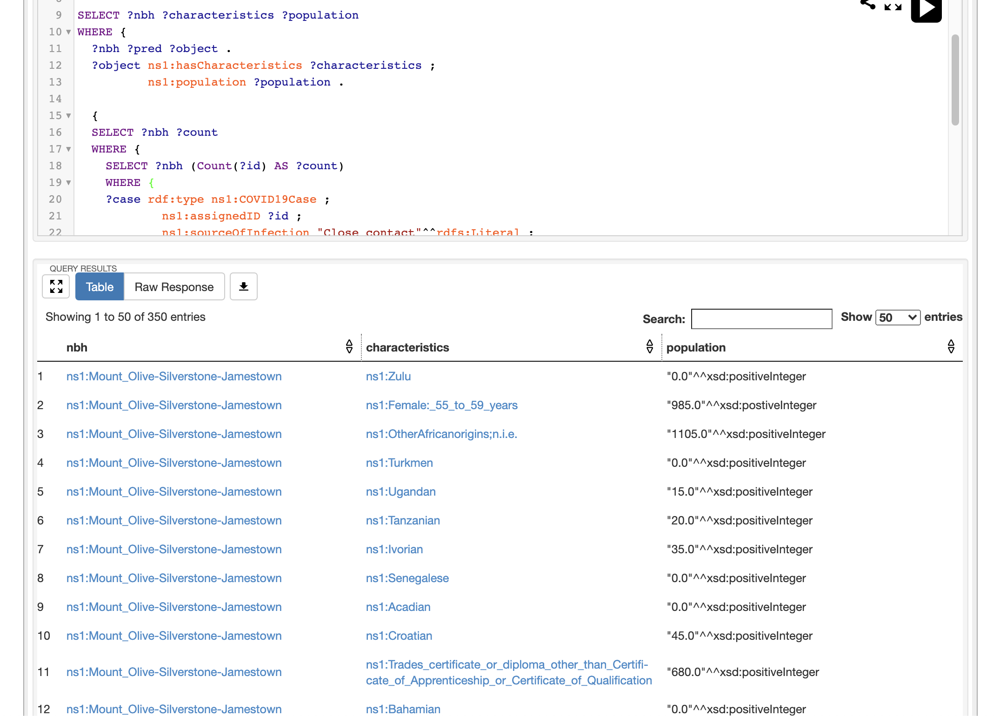 9 SELECT ?nbh ?characteristics ?population
10 WHERE {
11 ?nbh ?pred ?object .
12 ?object ns1:hasCharacteristics ?characteristics ;
13 ns1:population ?population .
14
15 {
16 SELECT ?nbh ?count
17 WHERE {
18 SELECT ?nbh (Count(?id) AS ?count)
19 WHERE {
20 ?case rdf:type ns1:COVID19Case ;
21 ns1:assignedID ?id ;
22 ns1:sourceOfInfection "Close contact"^^rdfs:Literal ;
QUERY RESULTS
Table Raw Response
Showing 1 to 50 of 350 entries Search: Show 50 entries
nbh characteristics population
1 ns1:Mount_Olive-Silverstone-Jamestown ns1:Zulu "0.0"^^xsd:positiveInteger
2 ns1:Mount_Olive-Silverstone-Jamestown ns1:Female:_55_to_59_years "985.0"^^xsd:postiveInteger
3 ns1:Mount_Olive-Silverstone-Jamestown ns1:OtherAfricanorigins;n.i.e. "1105.0"^^xsd:positiveInteger
4 ns1:Mount_Olive-Silverstone-Jamestown ns1:Turkmen "0.0"^^xsd:positiveInteger
5 ns1:Mount_Olive-Silverstone-Jamestown ns1:Ugandan "15.0"^^xsd:positiveInteger
6 ns1:Mount_Olive-Silverstone-Jamestown ns1:Tanzanian "20.0"^^xsd:positiveInteger
7 ns1:Mount_Olive-Silverstone-Jamestown ns1:Ivorian "35.0"^^xsd:positiveInteger
8 ns1:Mount_Olive-Silverstone-Jamestown ns1:Senegalese "0.0"^^xsd:positiveInteger
9 ns1:Mount_Olive-Silverstone-Jamestown ns1:Acadian "0.0"^^xsd:positiveInteger
10 ns1:Mount_Olive-Silverstone-Jamestown ns1:Croatian "45.0"^^xsd:positiveInteger
11 ns1:Mount_Olive-Silverstone-Jamestown ns1:Trades_certificate_or_diploma_other_than_Certifi-
cate_of_Apprenticeship_or_Certificate_of_Qualification "680.0"^^xsd:positiveInteger
12 ns1:Mount_Olive-Silverstone-Jamestown ns1:Bahamian "0.0"^^xsd:positiveInteger